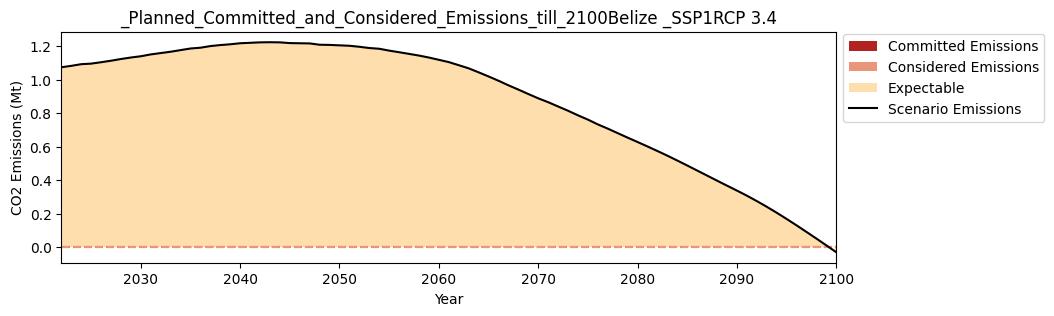 _Planned_Committed_and_Considered_Emissions_till_2100Belize _SSP1RCP 3.4
CO2 Emissions (Mt)
1.2
1.0
0.8
0.6
0.4
0.2
0.0
2030 2040 2050 2060 2070 2080 2090 2100
Year
Committed Emissions
Considered Emissions
Expectable
Scenario Emissions